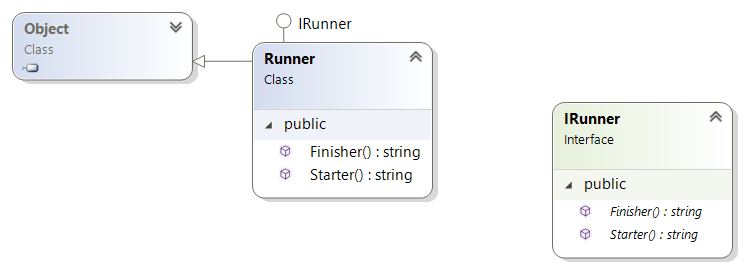 Object
Class
IRunner
Runner
Class
public
Finisher() : string
Starter() : string
IRunner
Interface
public
Finisher() : string
Starter() : string